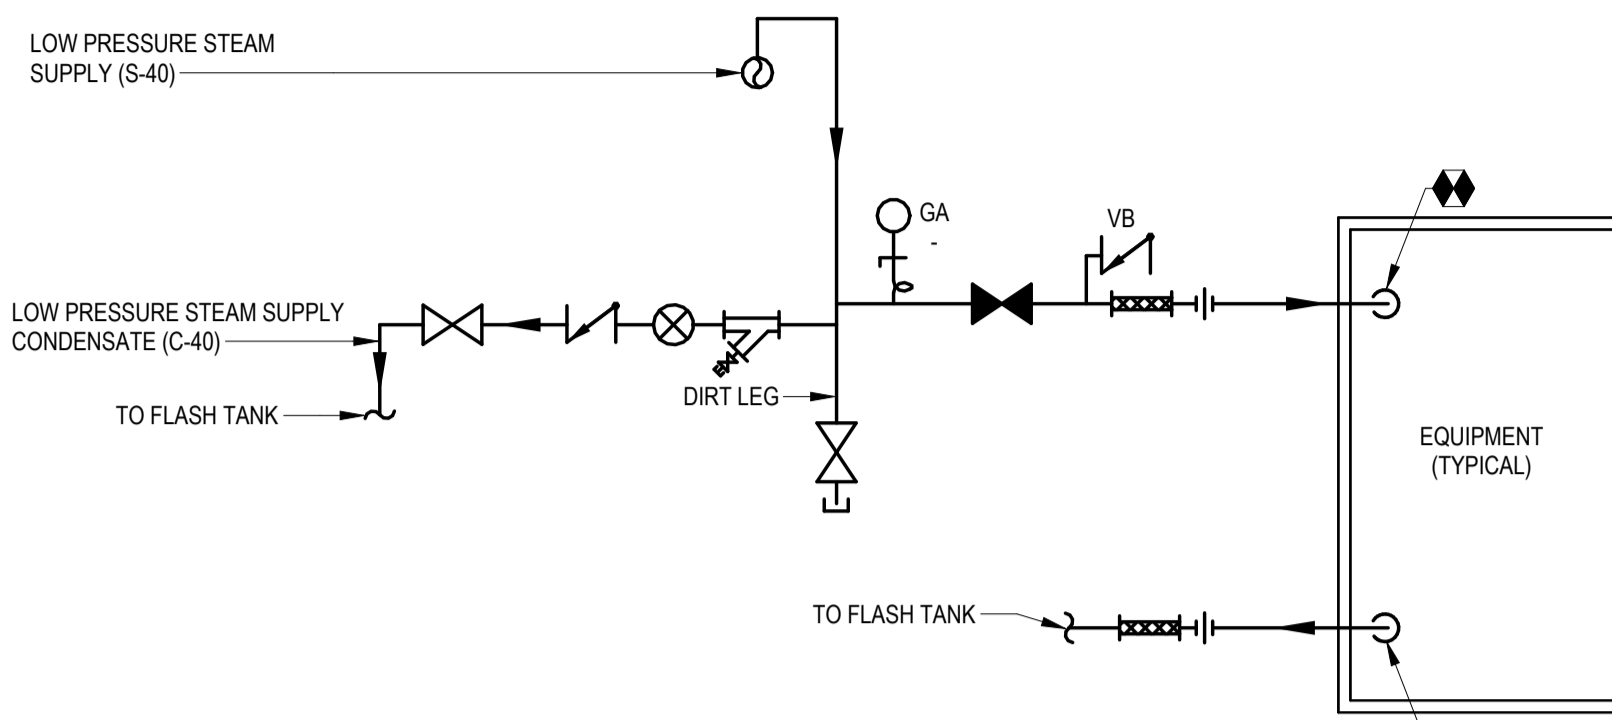 LOW PRESSURE STEAM
SUPPLY (S-40)
GA
-
VB
LOW PRESSURE STEAM SUPPLY
CONDENSATE (C-40)
TO FLASH TANK
DIRT LEG
EQUIPMENT
(TYPICAL)
TO FLASH TANK